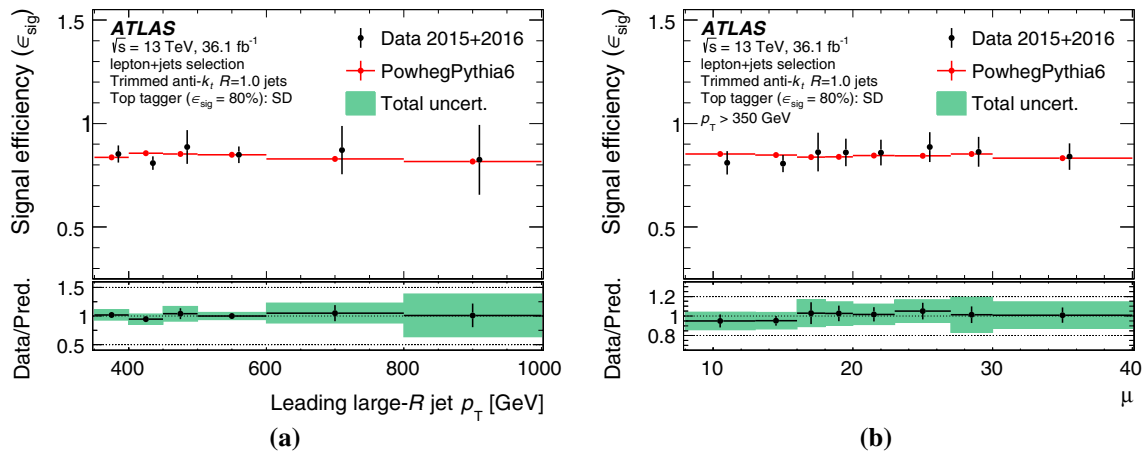 ATLAS
√s = 13 TeV, 36.1 fb⁻¹
lepton+jets selection
Trimmed anti-kₜ R=1.0 jets
Top tagger (ϵsig = 80%): SD
Data 2015+2016
PowhegPythia6
Total uncert.
Signal efficiency (ϵsig)
1.5
1
0.5
Data/Pred.
1.5
1
0.5
400 500 600 700 800 900 1000
Leading large-R jet pT [GeV]
(a)
ATLAS
√s = 13 TeV, 36.1 fb⁻¹
lepton+jets selection
Trimmed anti-kₜ R=1.0 jets
Top tagger (ϵsig = 80%): SD
pT > 350 GeV
Data 2015+2016
PowhegPythia6
Total uncert.
Signal efficiency (ϵsig)
1.5
1
0.5
Data/Pred.
1.2
1
0.8
10 20 30 40
μ
(b)